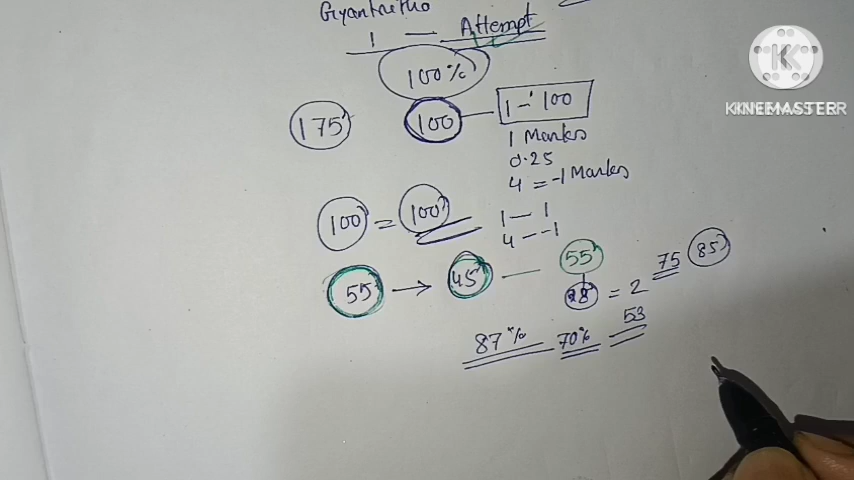 1 — Attempt
100%
175
100 — 1 - 100
1 Marks
0.25
4 = -1 Marks
100 = 100
1 — 1
4 — -1
55 → 45 — 55
28 = 2 75 85
87% 70% 53
KINEMASTER